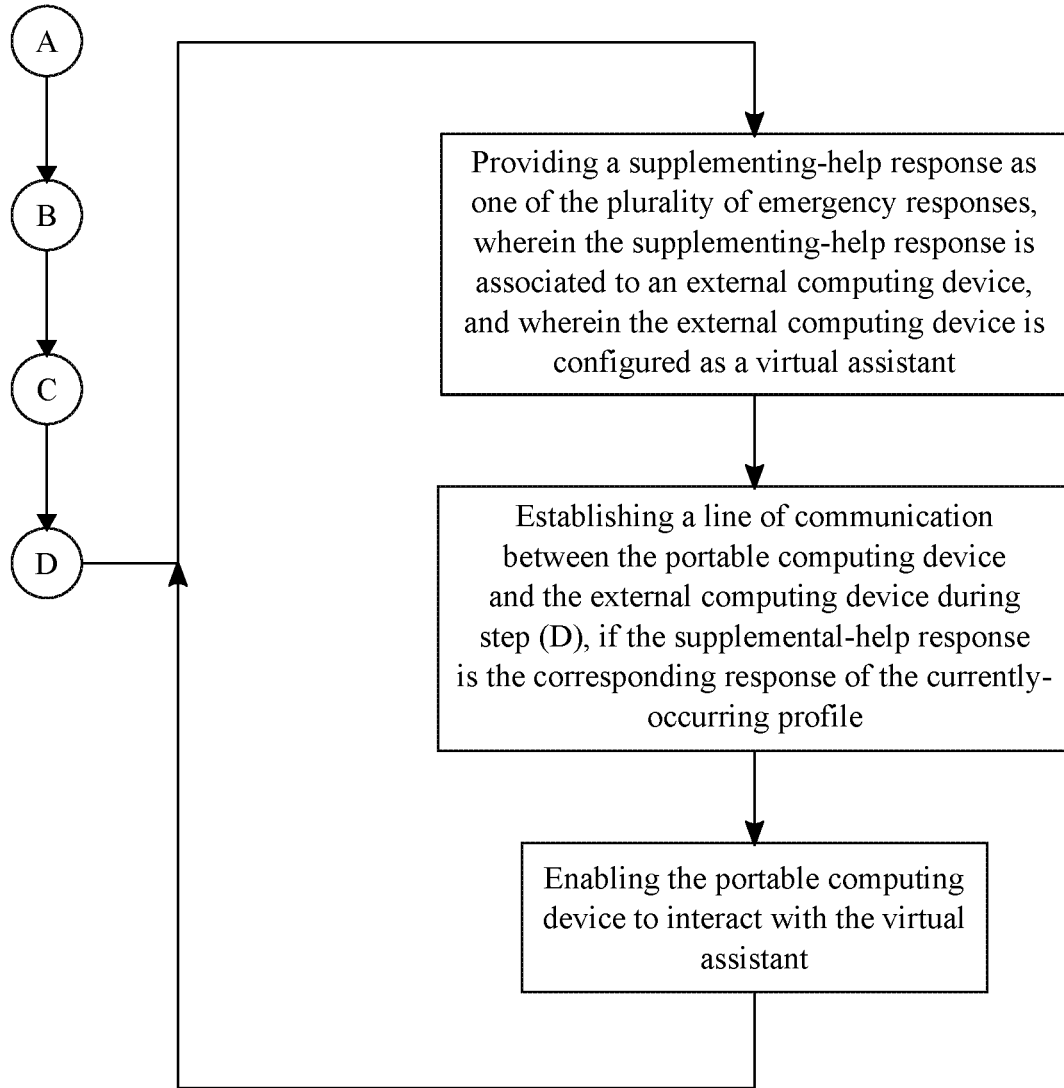 A
B
C
D
Providing a supplementing-help response as
one of the plurality of emergency responses,
wherein the supplementing-help response is
associated to an external computing device,
and wherein the external computing device is
configured as a virtual assistant
Establishing a line of communication
between the portable computing device
and the external computing device during
step (D), if the supplemental-help response
is the corresponding response of the currently-
occurring profile
Enabling the portable computing
device to interact with the virtual
assistant